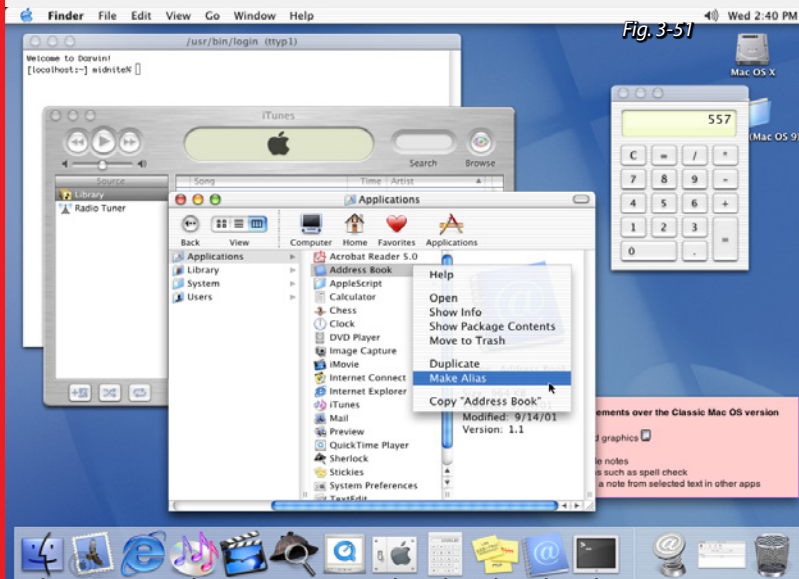 Finder File Edit View Go Window Help
Wed 2:40 PM
Fig. 3-51
/usr/bin/login (ttyp1)
Welcome to Darwin!
[localhost:~] midnite%
Mac OS X
(Mac OS 9)
iTunes
Search
Browse
Source
Song
Time
Artist
Library
Radio Tuner
557
C = / *
7 8 9 -
4 5 6 +
1 2 3 =
0 .
Applications
Back
View
Computer
Home
Favorites
Applications
Applications
Library
System
Users
Acrobat Reader 5.0
Address Book
AppleScript
Calculator
Chess
Clock
DVD Player
Image Capture
iMovie
Internet Connect
Internet Explorer
iTunes
Mail
Preview
QuickTime Player
Sherlock
Stickies
System Preferences
TextEdit
Help
Open
Show Info
Show Package Contents
Move to Trash
Duplicate
Make Alias
Copy "Address Book"
Modified: 9/14/01
Version: 1.1
ements over the Classic Mac OS version
d graphics
le notes
s such as spell check
a note from selected text in other apps